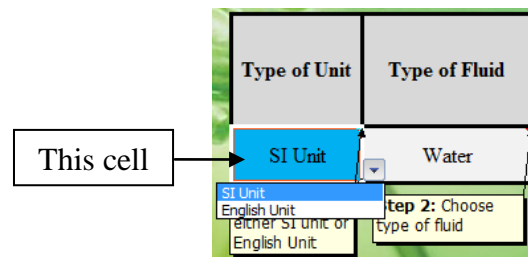 Type of Unit
Type of Fluid
This cell
SI Unit
Water
SI Unit
English Unit
either SI unit or
English Unit
Step 2: Choose
type of fluid